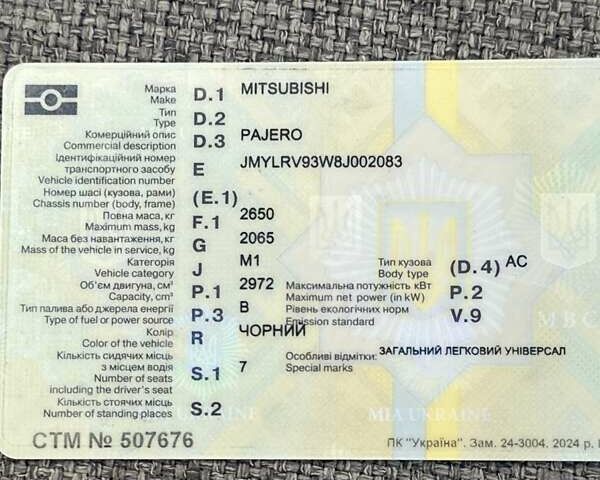 Марка D.1 MITSUBISHI
Make
Тип D.2
Type
Комерційний опис D.3 PAJERO
Commercial description
Ідентифікаційний номер
транспортного засобу E JMYLRV93W8J002083
Vehicle identification number
Номер шасі (кузова, рами) (E.1)
Chassis number (body, frame)
Повна маса, кг F.1 2650
Maximum mass, kg
Маса без навантаження, кг G 2065
Mass of the vehicle in service, kg
Категорія J M1 Тип кузова (D.4) AC
Vehicle category Body type
Об'єм двигуна, см³ P.1 2972 Максимальна потужність кВт P.2
Capacity, cm³ Maximum net power (in kW)
Тип палива або джерела енергії P.3 B Рівень екологічних норм V.9
Type of fuel or power source Emission standard
Колір R ЧОРНИЙ
Color of the vehicle
Кількість сидячих місць
з місцем водія S.1 7 Особливі відмітки: ЗАГАЛЬНИЙ ЛЕГКОВИЙ УНІВЕРСАЛ
Number of seats Special marks
including the driver's seat
Кількість стоячих місць S.2
Number of standing places
MIA UKRAINE
СТМ № 507676
ПК "Україна". Зам. 24-3004. 2024 р.